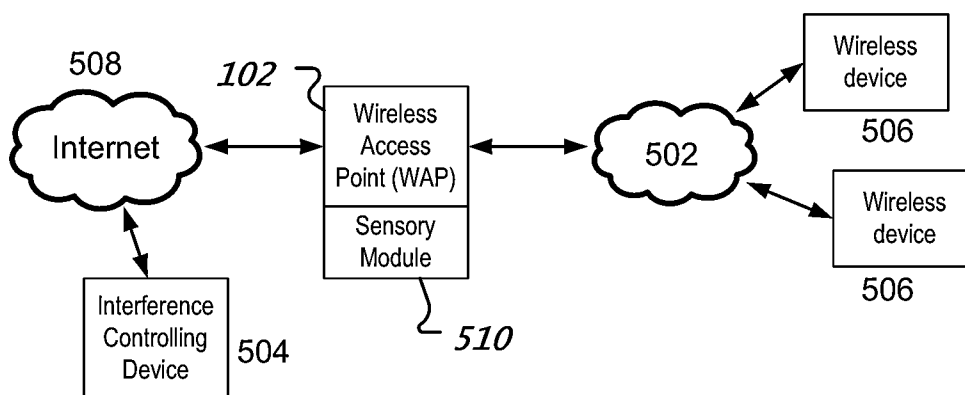 508
Internet
102
Wireless
Access
Point (WAP)
Sensory
Module
510
Interference
Controlling
Device
504
502
Wireless
device
506
Wireless
device
506